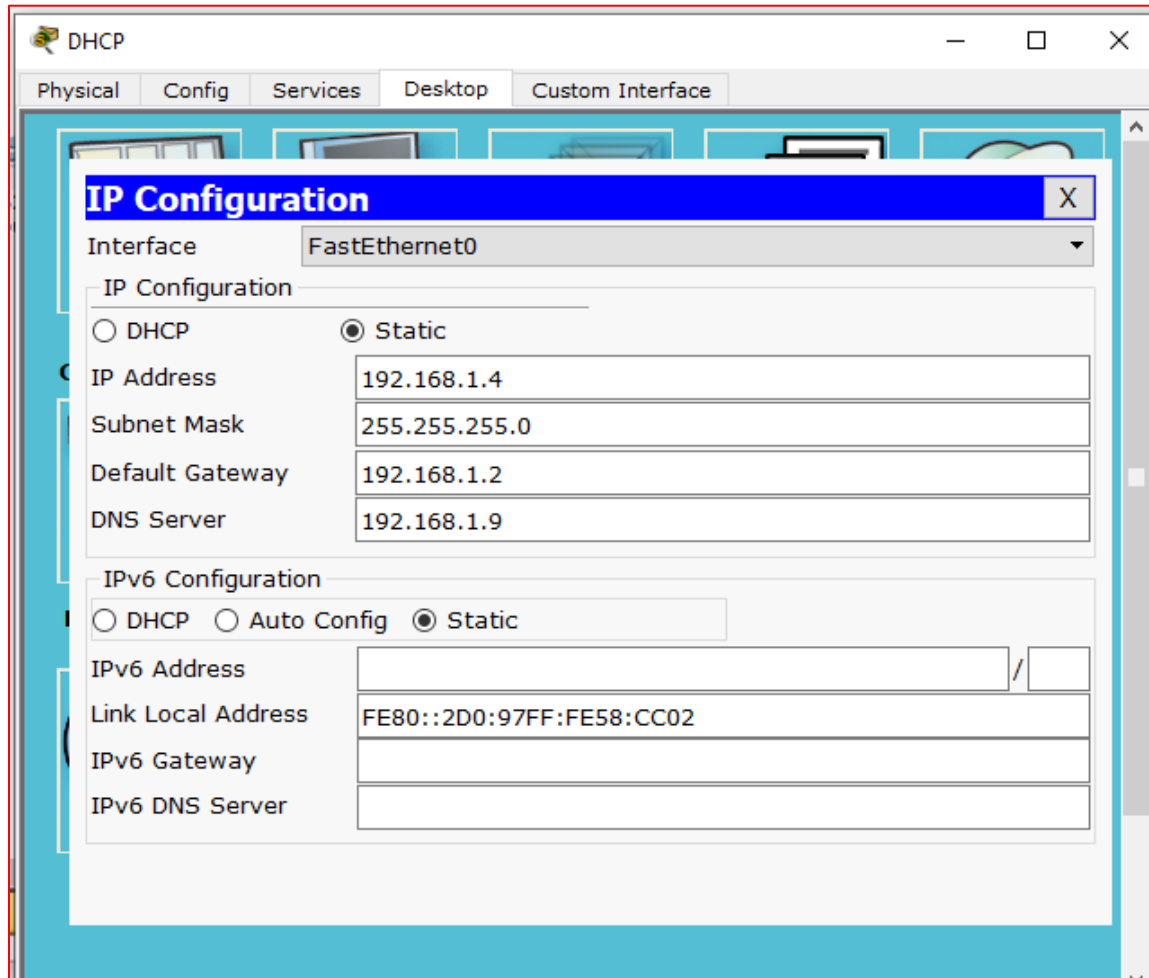 DHCP
Physical Config Services Desktop Custom Interface
IP Configuration X
Interface FastEthernet0
IP Configuration
DHCP Static
IP Address 192.168.1.4
Subnet Mask 255.255.255.0
Default Gateway 192.168.1.2
DNS Server 192.168.1.9
IPv6 Configuration
DHCP Auto Config Static
IPv6 Address /
Link Local Address FE80::2D0:97FF:FE58:CC02
IPv6 Gateway
IPv6 DNS Server